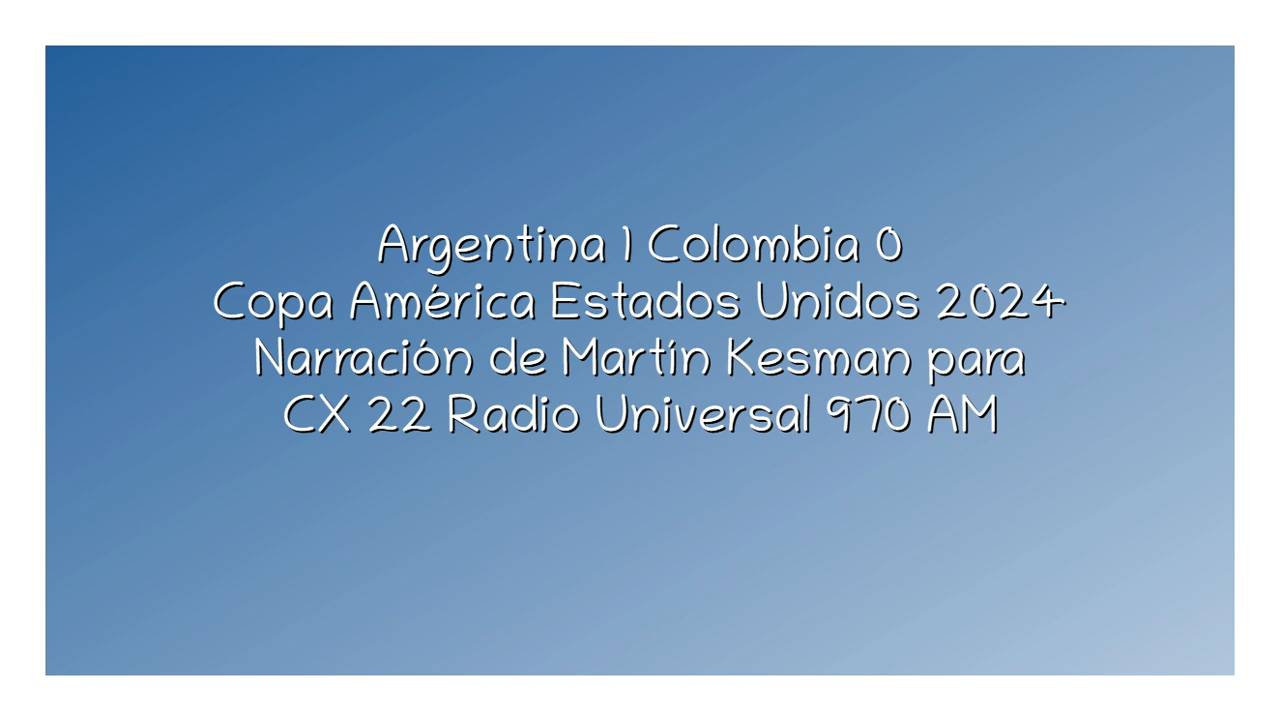 Argentina 1 Colombia 0
Copa América Estados Unidos 2024
Narración de Martín Kesman para
CX 22 Radio Universal 970 AM